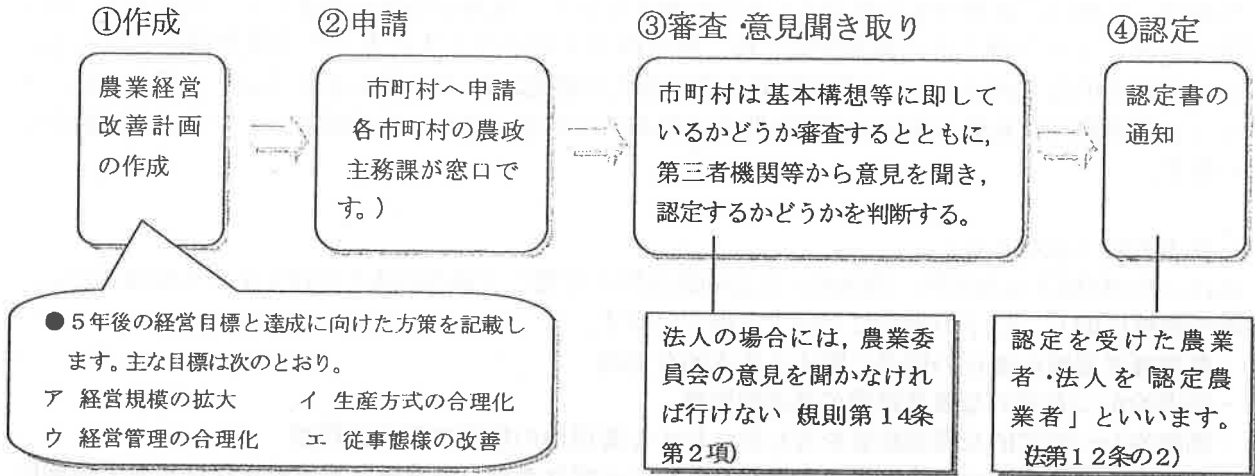 ①作成
農業経営
改善計画
の作成
②申請
市町村へ申請
各市町村の農政
主務課が窓口で
す。）
③審査・意見聞き取り
市町村は基本構想等に即して
いるかどうか審査するとともに，
第三者機関等から意見を聞き，
認定するかどうかを判断する。
④認定
認定書の
通知
●５年後の経営目標と達成に向けた方策を記載し
ます。主な目標は次のとおり。
ア 経営規模の拡大 イ 生産方式の合理化
ウ 経営管理の合理化 エ 従事態様の改善
法人の場合には，農業委
員会の意見を聞かなけれ
ば行けない（規則第14条
第２項）
認定を受けた農業
者・法人を「認定農
業者」といいます。
（法第１２条の２）